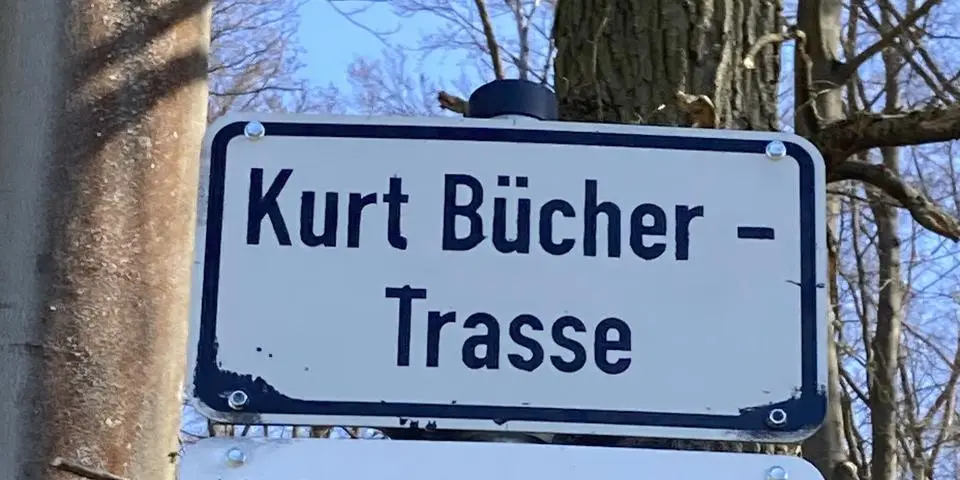 Kurt Bücher -
Trasse